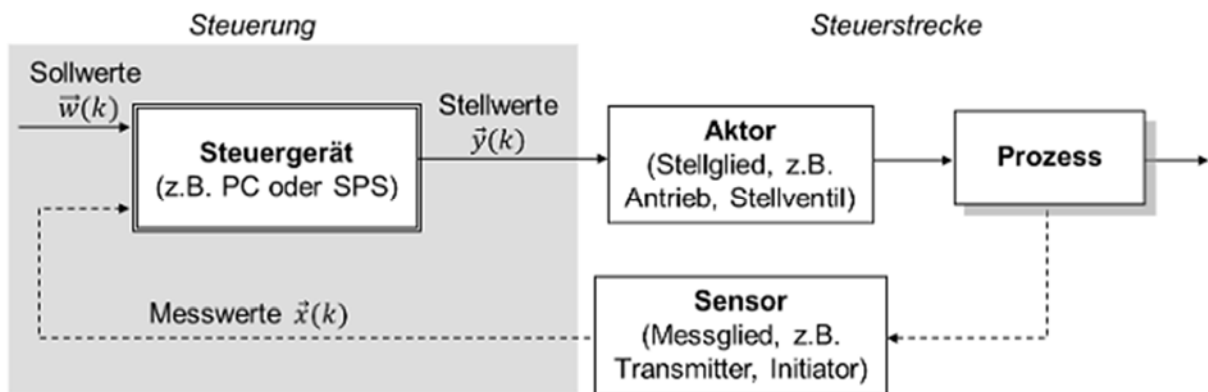 Steuerung
Steuerstrecke
Sollwerte
w⃗(k)
Steuergerät
(z.B. PC oder SPS)
Stellwerte
y⃗(k)
Aktor
(Stellglied, z.B.
Antrieb, Stellventil)
Prozess
Messwerte x⃗(k)
Sensor
(Messglied, z.B.
Transmitter, Initiator)